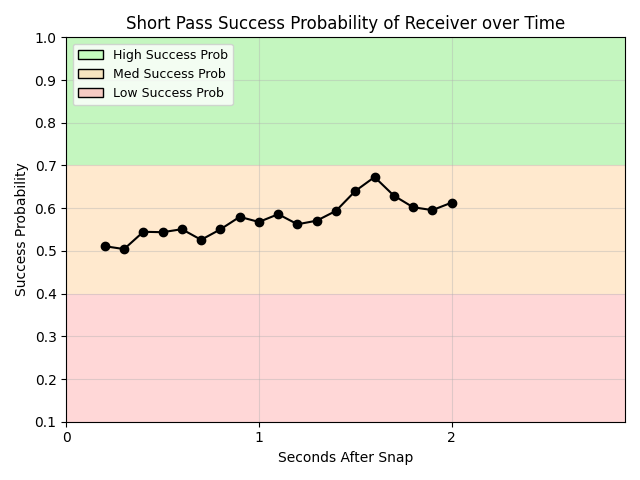 Short Pass Success Probability of Receiver over Time
High Success Prob
Med Success Prob
Low Success Prob
Success Probability
1.0
0.9
0.8
0.7
0.6
0.5
0.4
0.3
0.2
0.1
0 1 2
Seconds After Snap